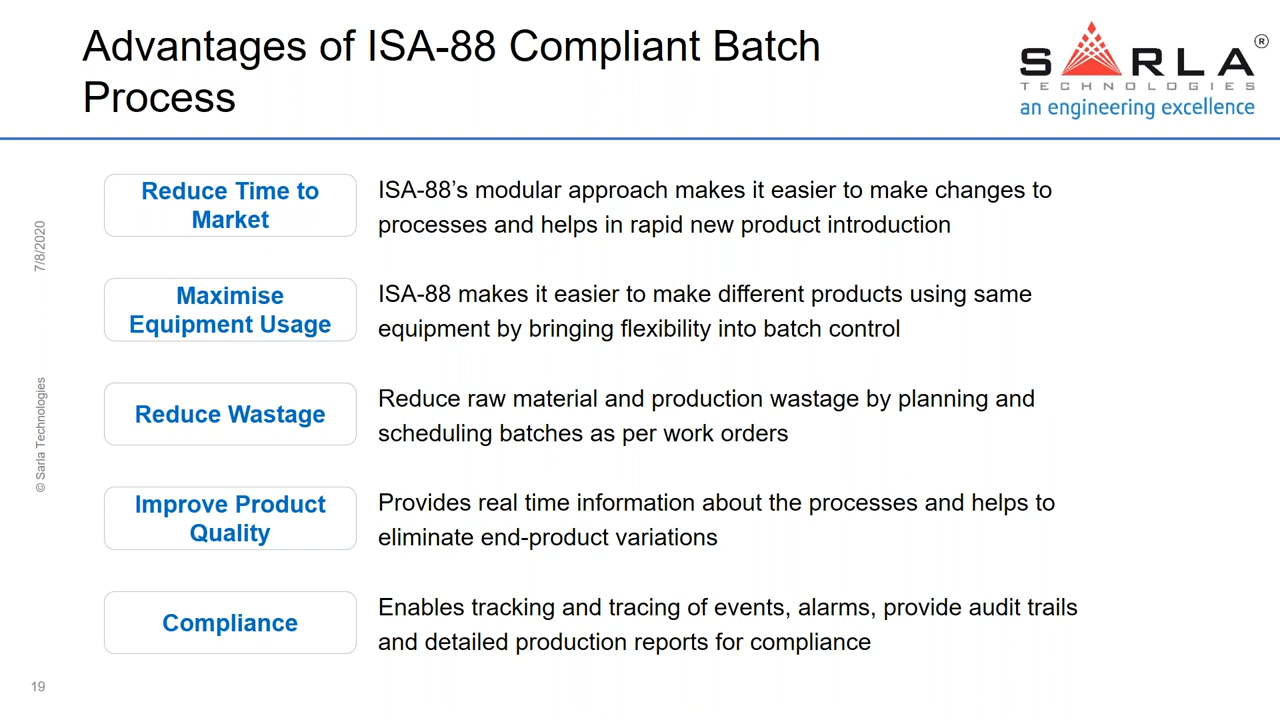 Advantages of ISA-88 Compliant Batch
Process
SARLA®
TECHNOLOGIES
an engineering excellence
Reduce Time to
Market
ISA-88’s modular approach makes it easier to make changes to
processes and helps in rapid new product introduction
Maximise
Equipment Usage
ISA-88 makes it easier to make different products using same
equipment by bringing flexibility into batch control
Reduce Wastage
Reduce raw material and production wastage by planning and
scheduling batches as per work orders
Improve Product
Quality
Provides real time information about the processes and helps to
eliminate end-product variations
Compliance
Enables tracking and tracing of events, alarms, provide audit trails
and detailed production reports for compliance
7/8/2020
© Sarla Technologies
19